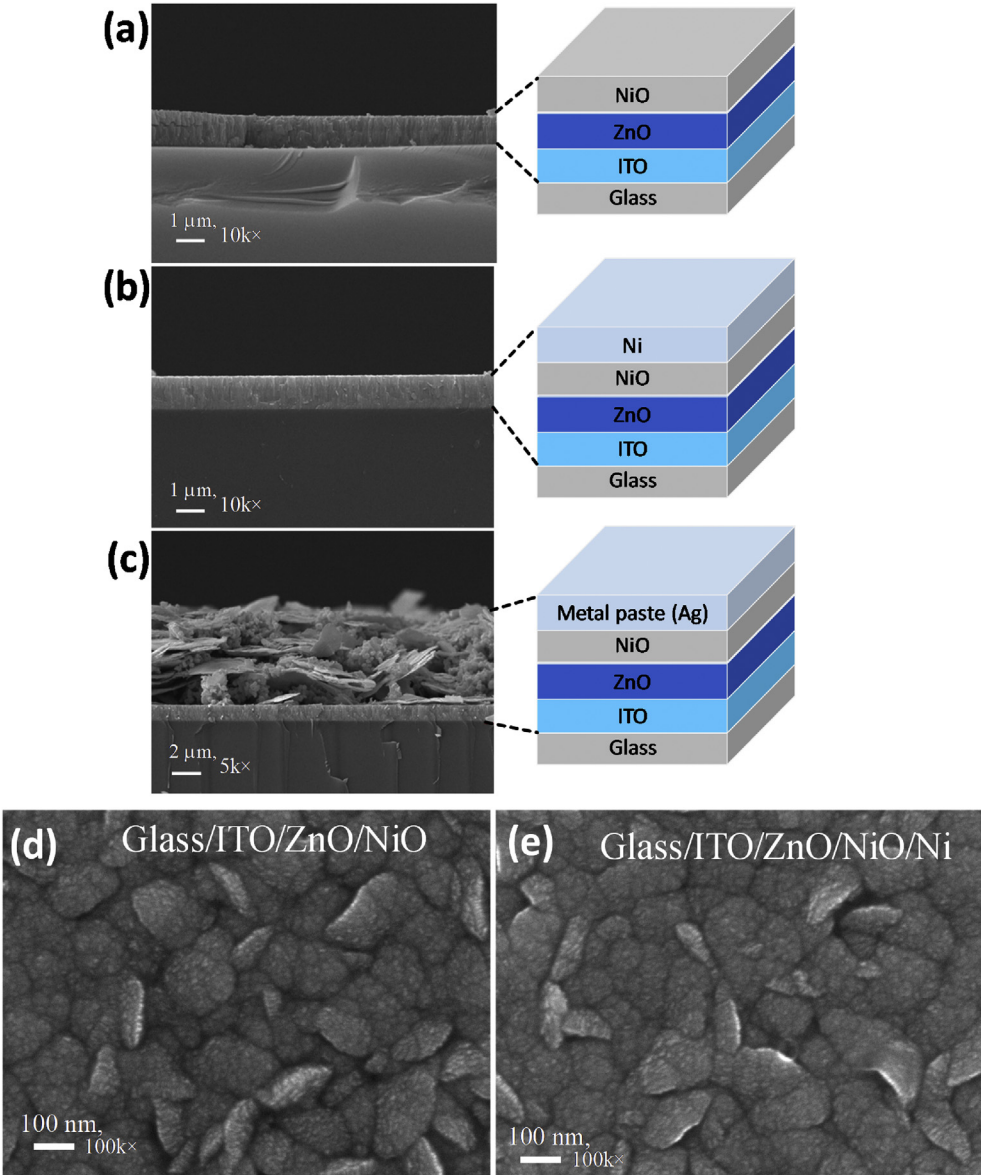 (a)
NiO
ZnO
ITO
Glass
1 μm, 10k×
(b)
Ni
NiO
ZnO
ITO
Glass
1 μm, 10k×
(c)
Metal paste (Ag)
NiO
ZnO
ITO
Glass
2 μm, 5k×
(d) Glass/ITO/ZnO/NiO
100 nm, 100k×
(e) Glass/ITO/ZnO/NiO/Ni
100 nm, 100k×